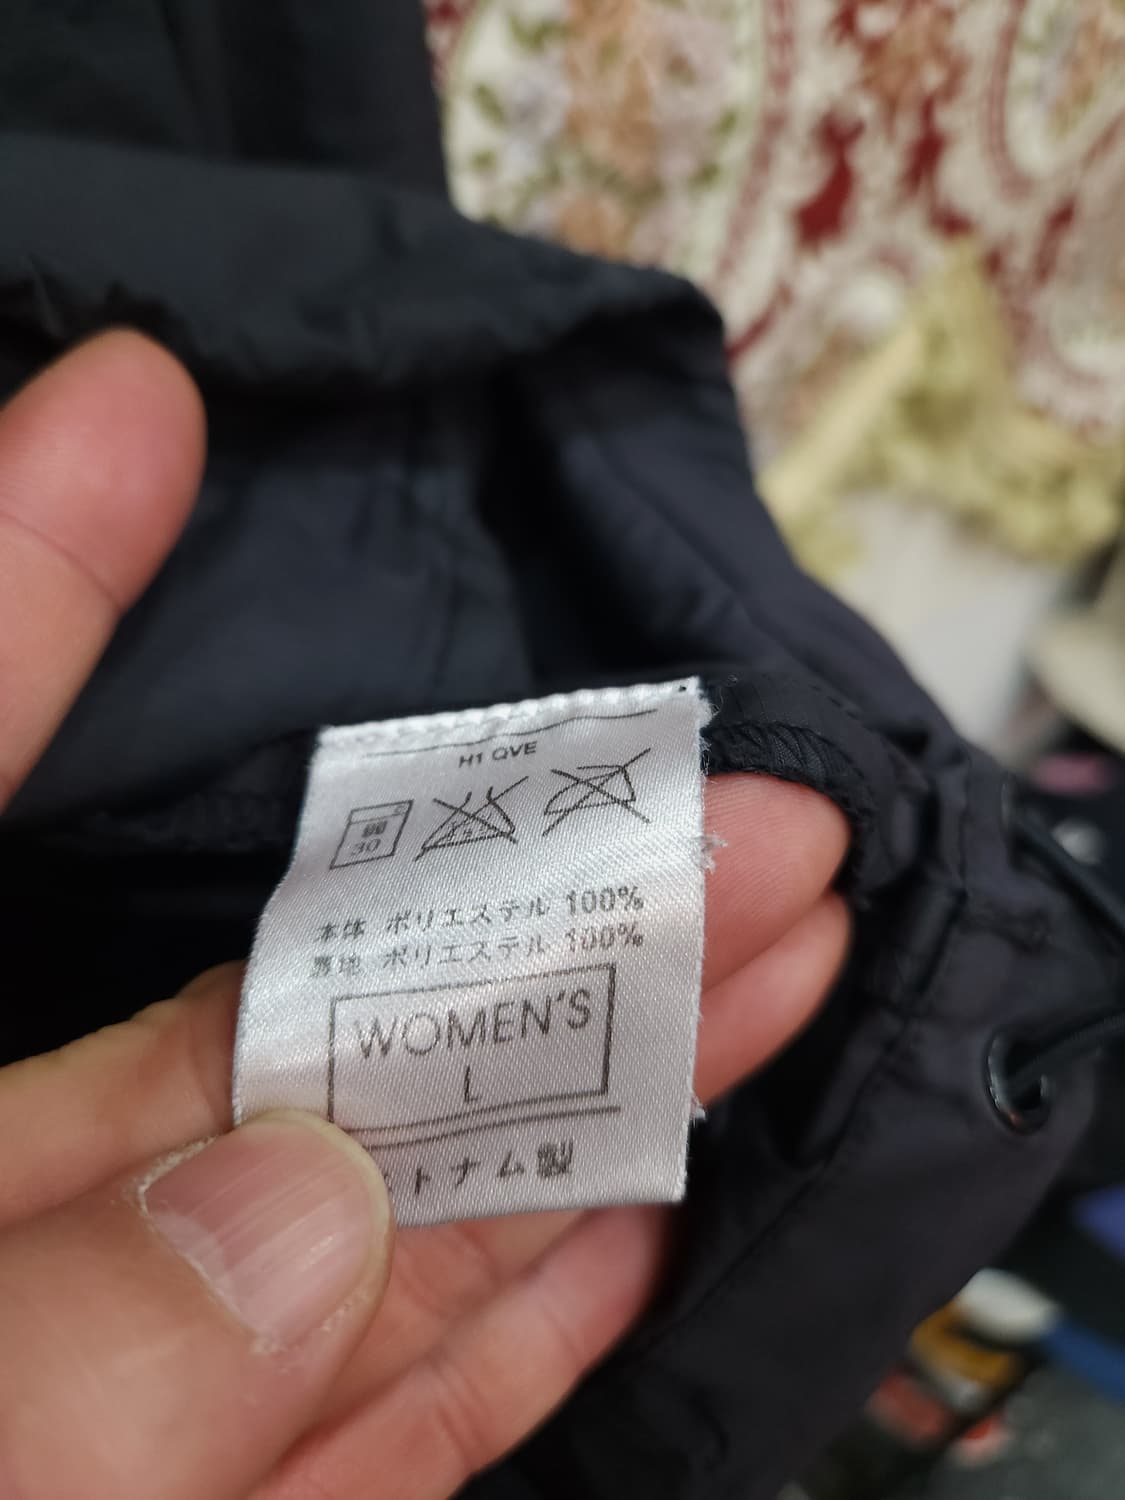 H1 QVE
30
本体 ポリエステル 100%
裏地 ポリエステル 100%
WOMEN'S
L
トナム製